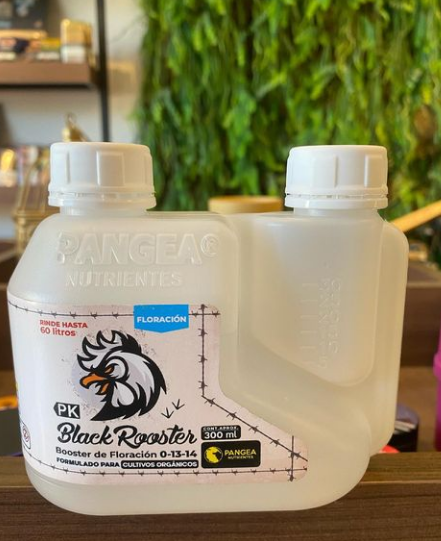 PANGEA®
NUTRIENTES
RINDE HASTA
60 litros
FLORACIÓN
PK
Black Rooster
CONT. APROX.
300 ml
Booster de Floración 0-13-14
FORMULADO PARA CULTIVOS ORGÁNICOS
PANGEA
NUTRIENTES